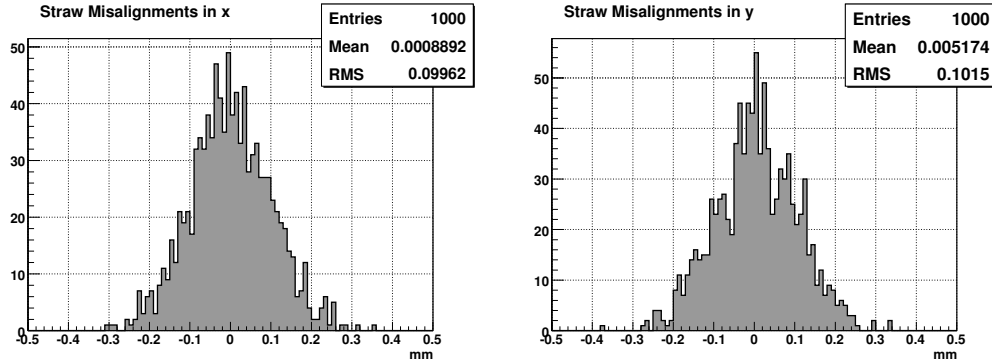 Straw Misalignments in x
Entries 1000
Mean 0.0008892
RMS 0.09962
50
40
30
20
10
0
-0.5 -0.4 -0.3 -0.2 -0.1 0 0.1 0.2 0.3 0.4 0.5
mm
Straw Misalignments in y
Entries 1000
Mean 0.005174
RMS 0.1015
50
40
30
20
10
0
-0.5 -0.4 -0.3 -0.2 -0.1 0 0.1 0.2 0.3 0.4 0.5
mm